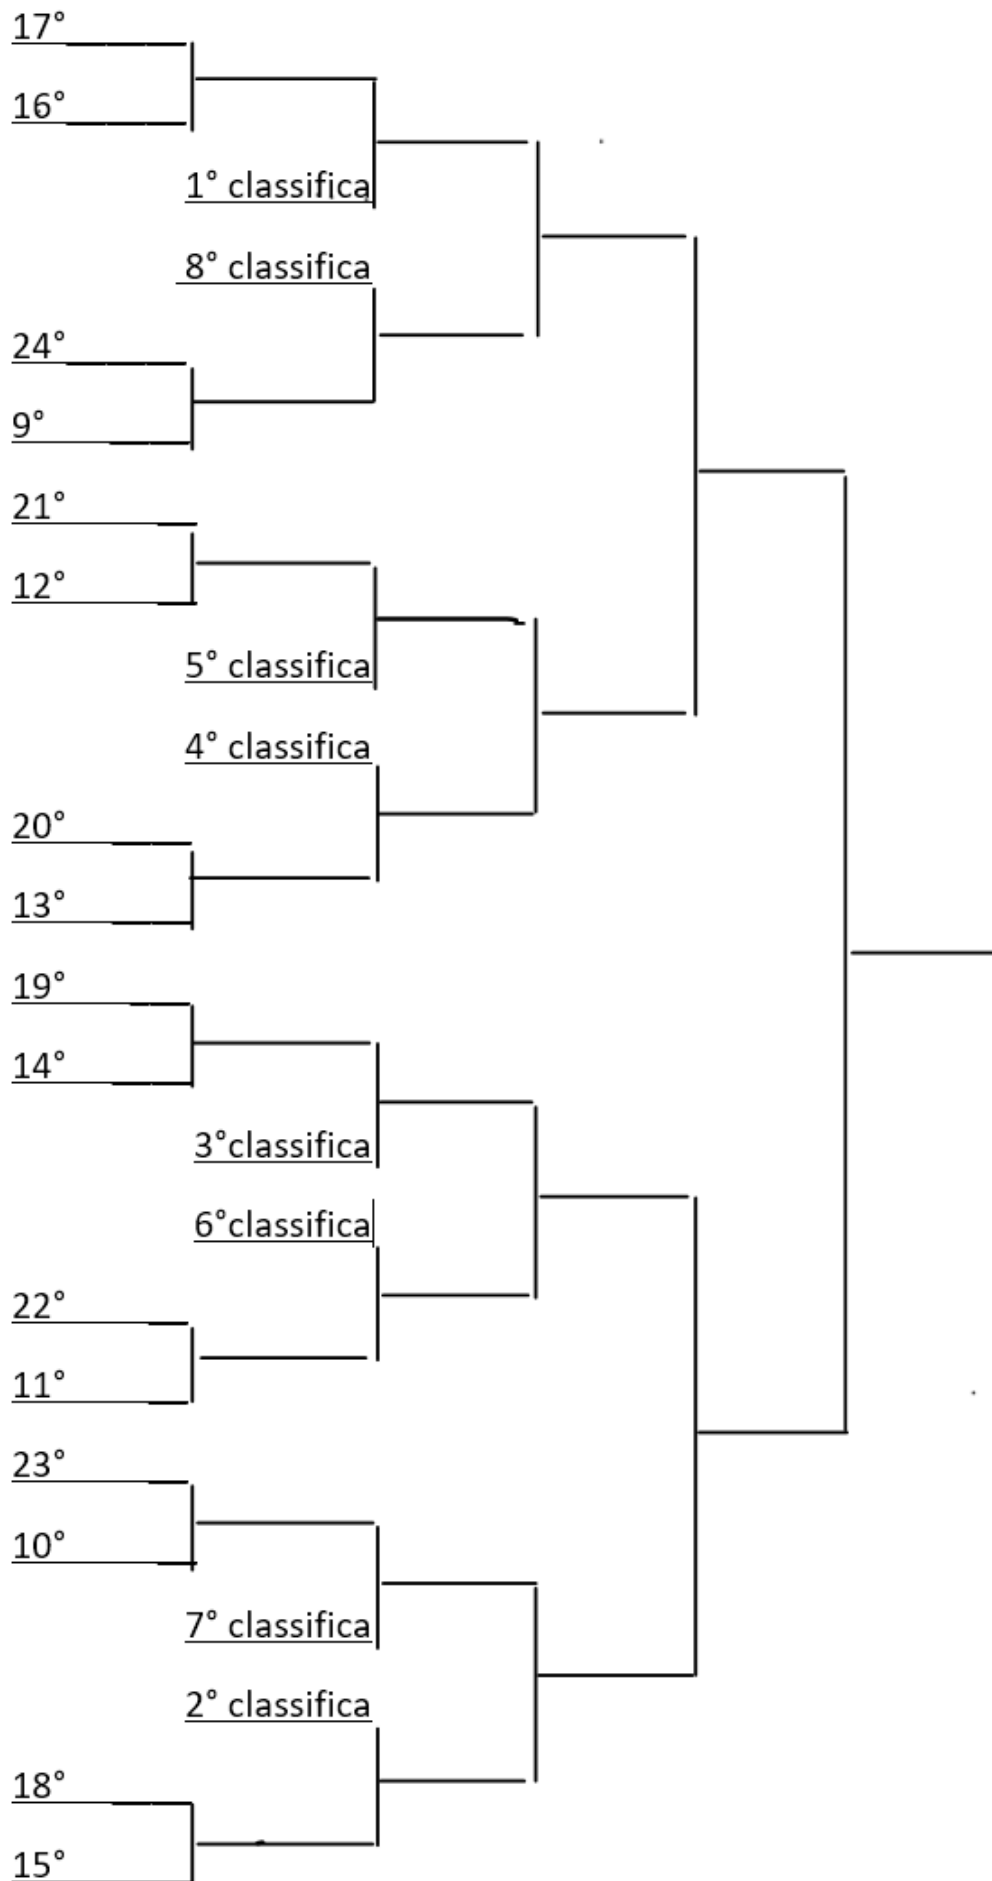 17°
16°
1° classifica
8° classifica
24°
9°
21°
12°
5° classifica
4° classifica
20°
13°
19°
14°
3°classifica
6°classifica
22°
11°
23°
10°
7° classifica
2° classifica
18°
15°